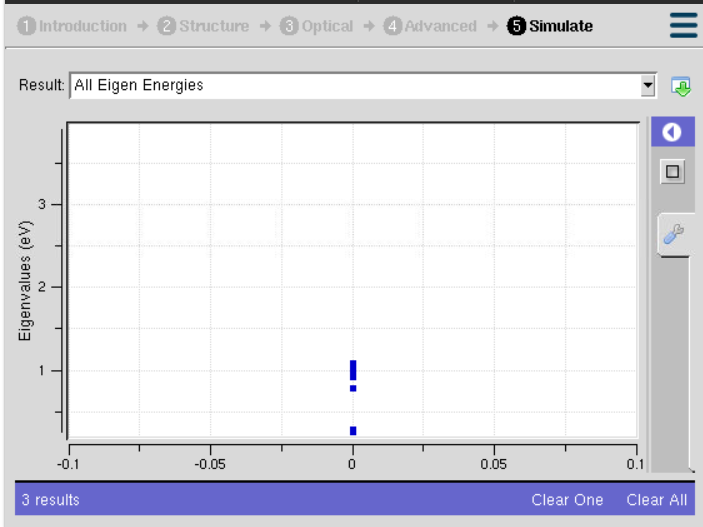 1 Introduction → 2 Structure → 3 Optical → 4 Advanced → 5 Simulate
Result: All Eigen Energies
Eigenvalues (eV)
3
2
1
-0.1 -0.05 0 0.05 0.1
3 results Clear One Clear All